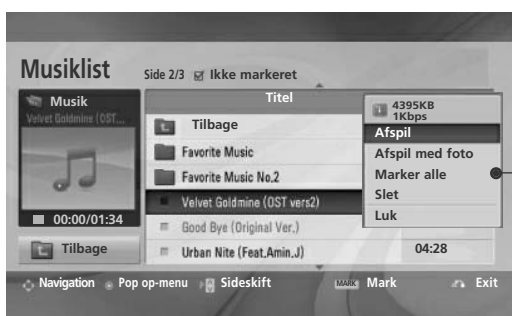 Musiklist
Side 2/3 Ikke markeret
Musik
Velvet Goldmine (OST...
00:00/01:34
Tilbage
Titel
Tilbage
Favorite Music
Favorite Music No.2
Velvet Goldmine (OST vers2)
Good Bye (Original Ver.)
Urban Nite (Feat.Amin.J)
04:28
4395KB
1Kbps
Afspil
Afspil med foto
Marker alle
Slet
Luk
Navigation Pop op-menu Sideskift MARK Mark Exit